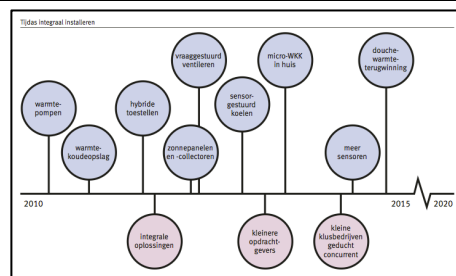 Tijdas integraal installeren
vraaggestuurd
ventileren
micro-WKK
in huis
douche-
warmte-
terugwinning
warmte-
pompen
hybride
toestellen
sensor-
gestuurd
koelen
warmte-
koudeopslag
zonnepanelen
en -collectoren
meer
sensoren
2010
2015
2020
integrale
oplossingen
kleinere
opdracht-
gevers
kleine
klusbedrijven
geducht
concurrent